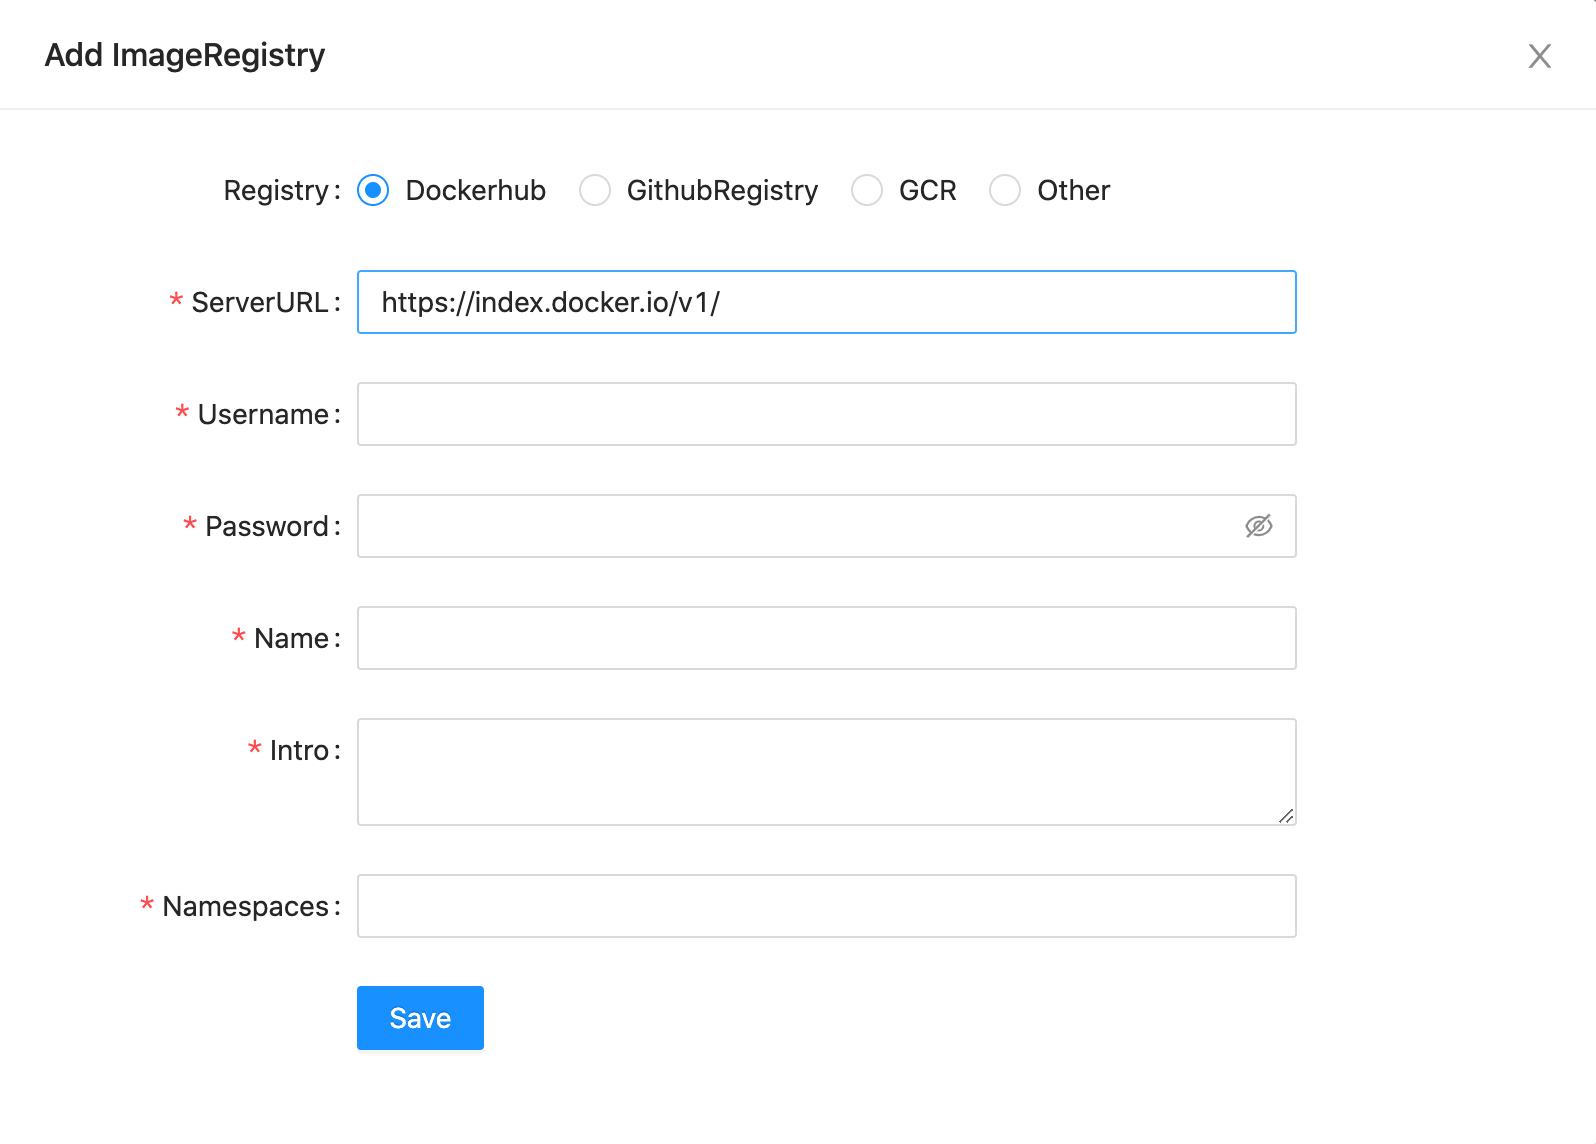 Add ImageRegistry
Registry: Dockerhub GithubRegistry GCR Other
* ServerURL: https://index.docker.io/v1/
* Username:
* Password:
* Name:
* Intro:
* Namespaces:
Save